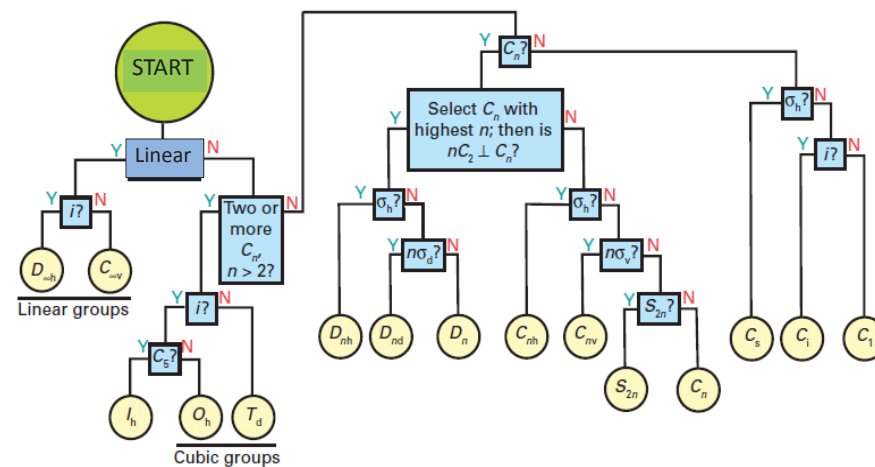 START
Linear
Y
N
i?
Y
N
D∞h
C∞v
Linear groups
Two or
more
Cn,
n > 2?
Y
N
i?
Y
N
C5?
Y
N
Ih
Oh
Td
Cubic groups
Cn?
Y
N
Select Cn with
highest n; then is
nC2 ⊥ Cn?
Y
N
σh?
Y
N
nσd?
Y
N
Dnh
Dnd
Dn
σh?
Y
N
nσv?
Y
N
S2n?
Y
N
Cnh
Cnv
S2n
Cn
σh?
Y
N
i?
Y
N
Cs
Ci
C1